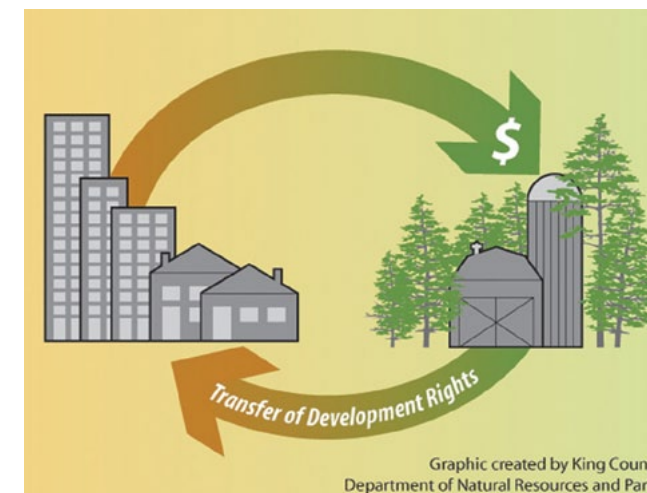 $
Transfer of Development Rights
Graphic created by King Coun
Department of Natural Resources and Par